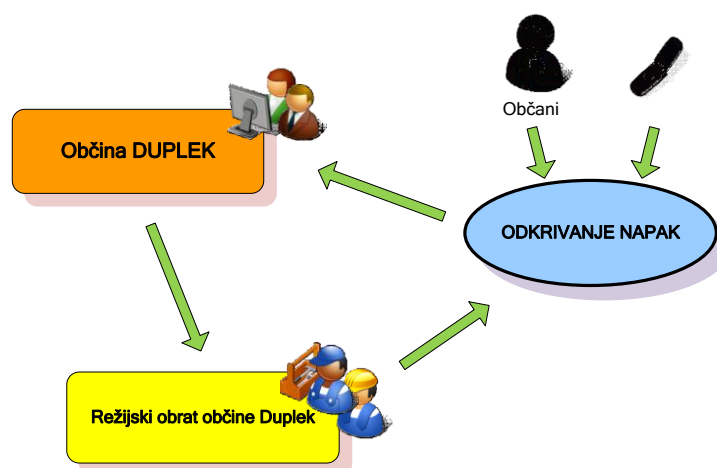 Občani
Občina DUPLEK
ODKRIVANJE NAPAK
Režijski obrat občine Duplek